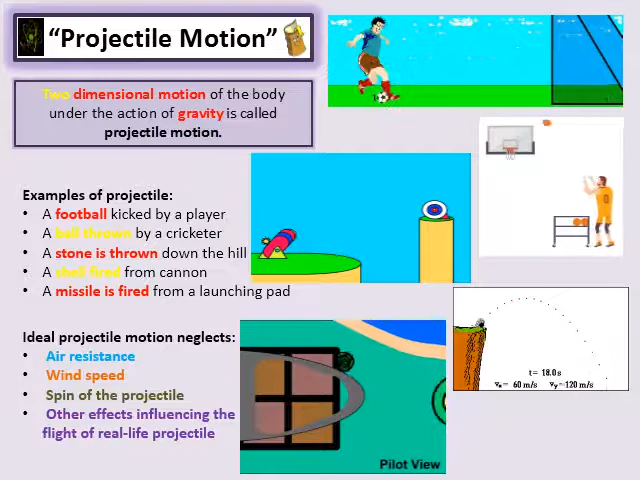 “Projectile Motion”
Two dimensional motion of the body
under the action of gravity is called
projectile motion.
Examples of projectile:
• A football kicked by a player
• A ball thrown by a cricketer
• A stone is thrown down the hill
• A shell fired from cannon
• A missile is fired from a launching pad
t= 18.0 s
vₓ= 60 m/s vᵧ=-120 m/s
Ideal projectile motion neglects:
• Air resistance
• Wind speed
• Spin of the projectile
• Other effects influencing the
flight of real-life projectile
Pilot View